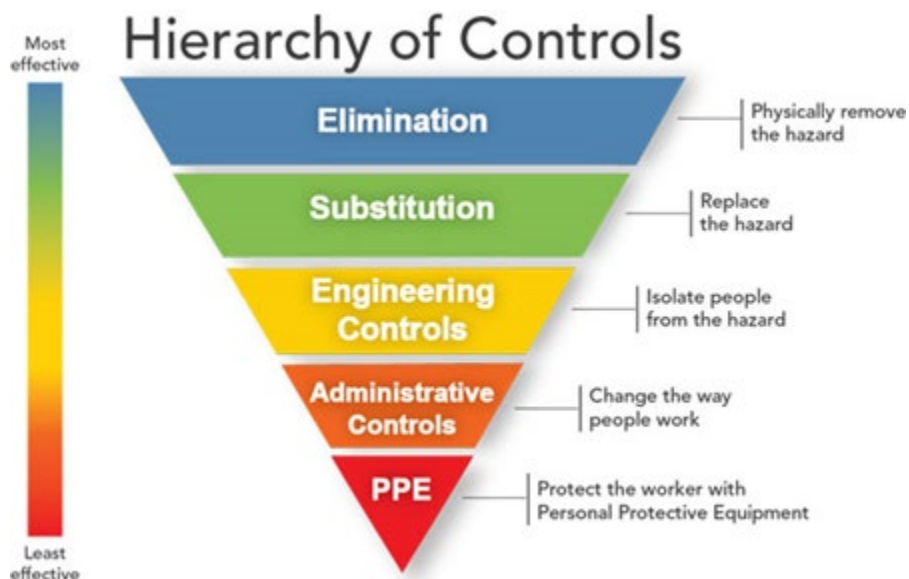 Hierarchy of Controls
Most
effective
Elimination
Physically remove
the hazard
Substitution
Replace
the hazard
Engineering
Controls
Isolate people
from the hazard
Administrative
Controls
Change the way
people work
PPE
Protect the worker with
Personal Protective Equipment
Least
effective